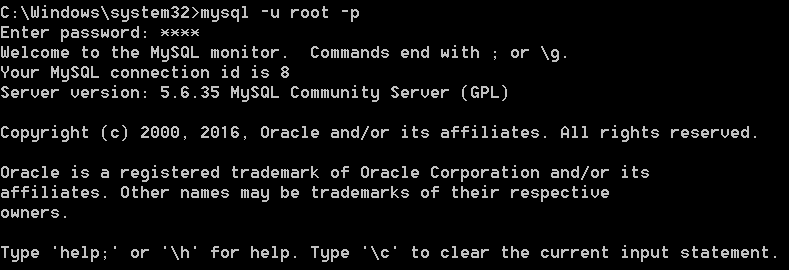 C:\Windows\system32>mysql -u root -p
Enter password: ****
Welcome to the MySQL monitor.  Commands end with ; or \g.
Your MySQL connection id is 8
Server version: 5.6.35 MySQL Community Server (GPL)
Copyright (c) 2000, 2016, Oracle and/or its affiliates. All rights reserved.
Oracle is a registered trademark of Oracle Corporation and/or its
affiliates. Other names may be trademarks of their respective
owners.
Type 'help;' or '\h' for help. Type '\c' to clear the current input statement.